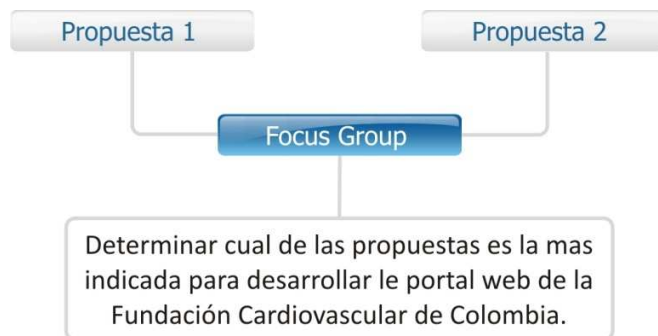 Propuesta 1
Propuesta 2
Focus Group
Determinar cual de las propuestas es la mas
indicada para desarrollar le portal web de la
Fundación Cardiovascular de Colombia.